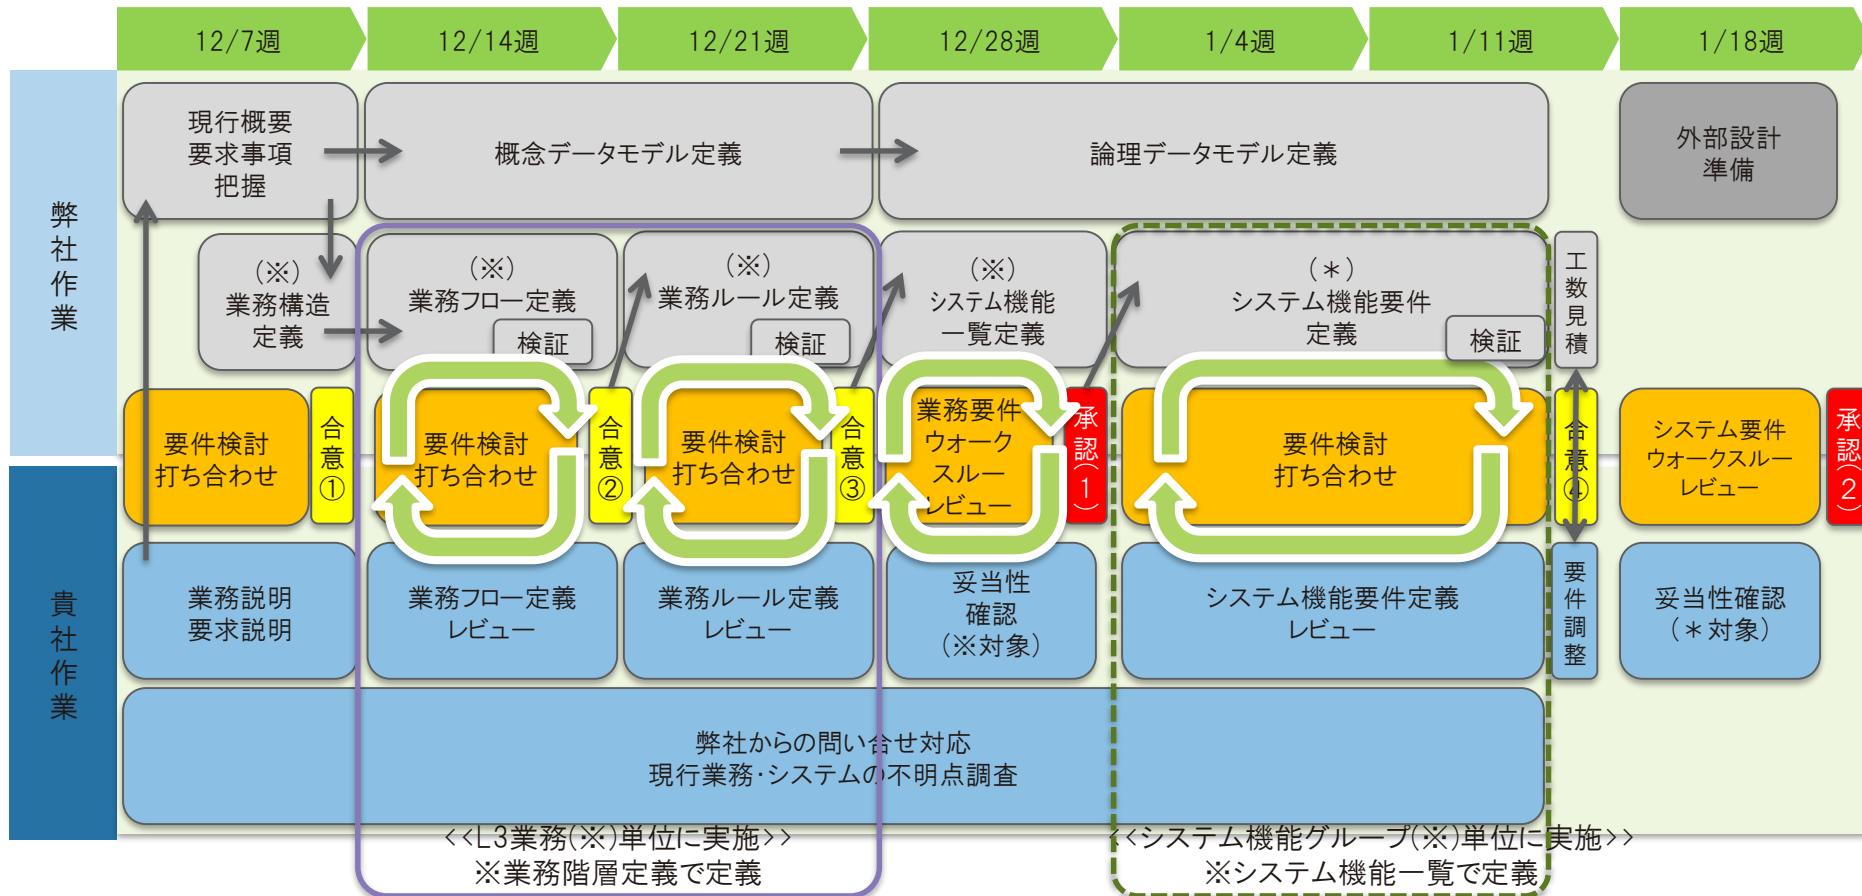 12/7週
12/14週
12/21週
12/28週
1/4週
1/11週
1/18週
弊社作業
現行概要
要求事項
把握
概念データモデル定義
論理データモデル定義
外部設計
準備
(※)
業務構造
定義
(※)
業務フロー定義
検証
(※)
業務ルール定義
検証
(※)
システム機能
一覧定義
(＊)
システム機能要件
定義
検証
工数見積
要件検討
打ち合わせ
合意①
要件検討
打ち合わせ
合意②
要件検討
打ち合わせ
合意③
業務要件
ウォーク
スルー
レビュー
承認(1)
要件検討
打ち合わせ
合意④
システム要件
ウォークスルー
レビュー
承認(2)
貴社作業
業務説明
要求説明
業務フロー定義
レビュー
業務ルール定義
レビュー
妥当性
確認
(※対象)
システム機能要件定義
レビュー
要件調整
妥当性確認
(＊対象)
弊社からの問い合せ対応
現行業務･システムの不明点調査
<<L3業務(※)単位に実施>>
※業務階層定義で定義
<<システム機能グループ(※)単位に実施>>
※システム機能一覧で定義